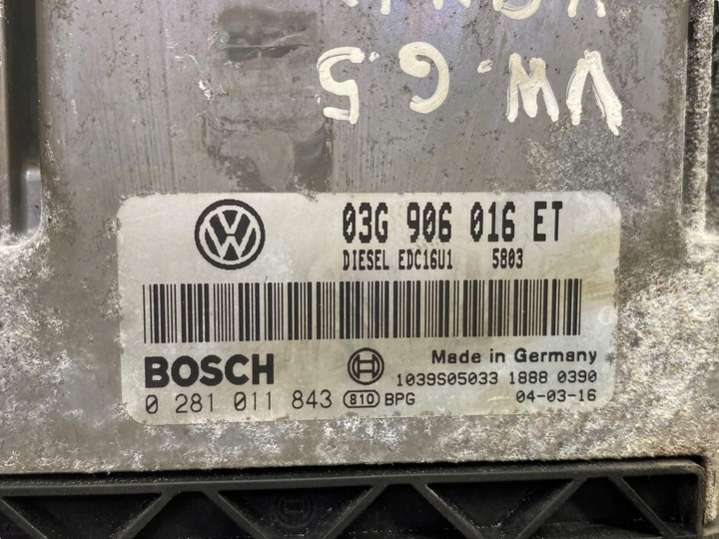 VW. G.5
03G 906 016 ET
DIESEL EDC16U1 5803
BOSCH
Made in Germany
1039S05033 1888 0390
0 281 011 843 810 BPG 04-03-16